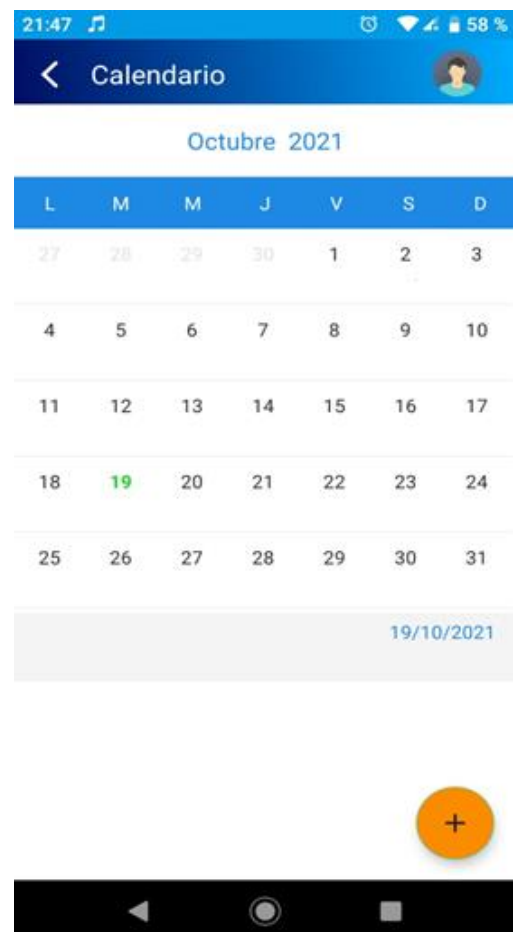 21:47 58 %
Calendario
Octubre 2021
L M M J V S D
27 28 29 30 1 2 3
4 5 6 7 8 9 10
11 12 13 14 15 16 17
18 19 20 21 22 23 24
25 26 27 28 29 30 31
19/10/2021
+